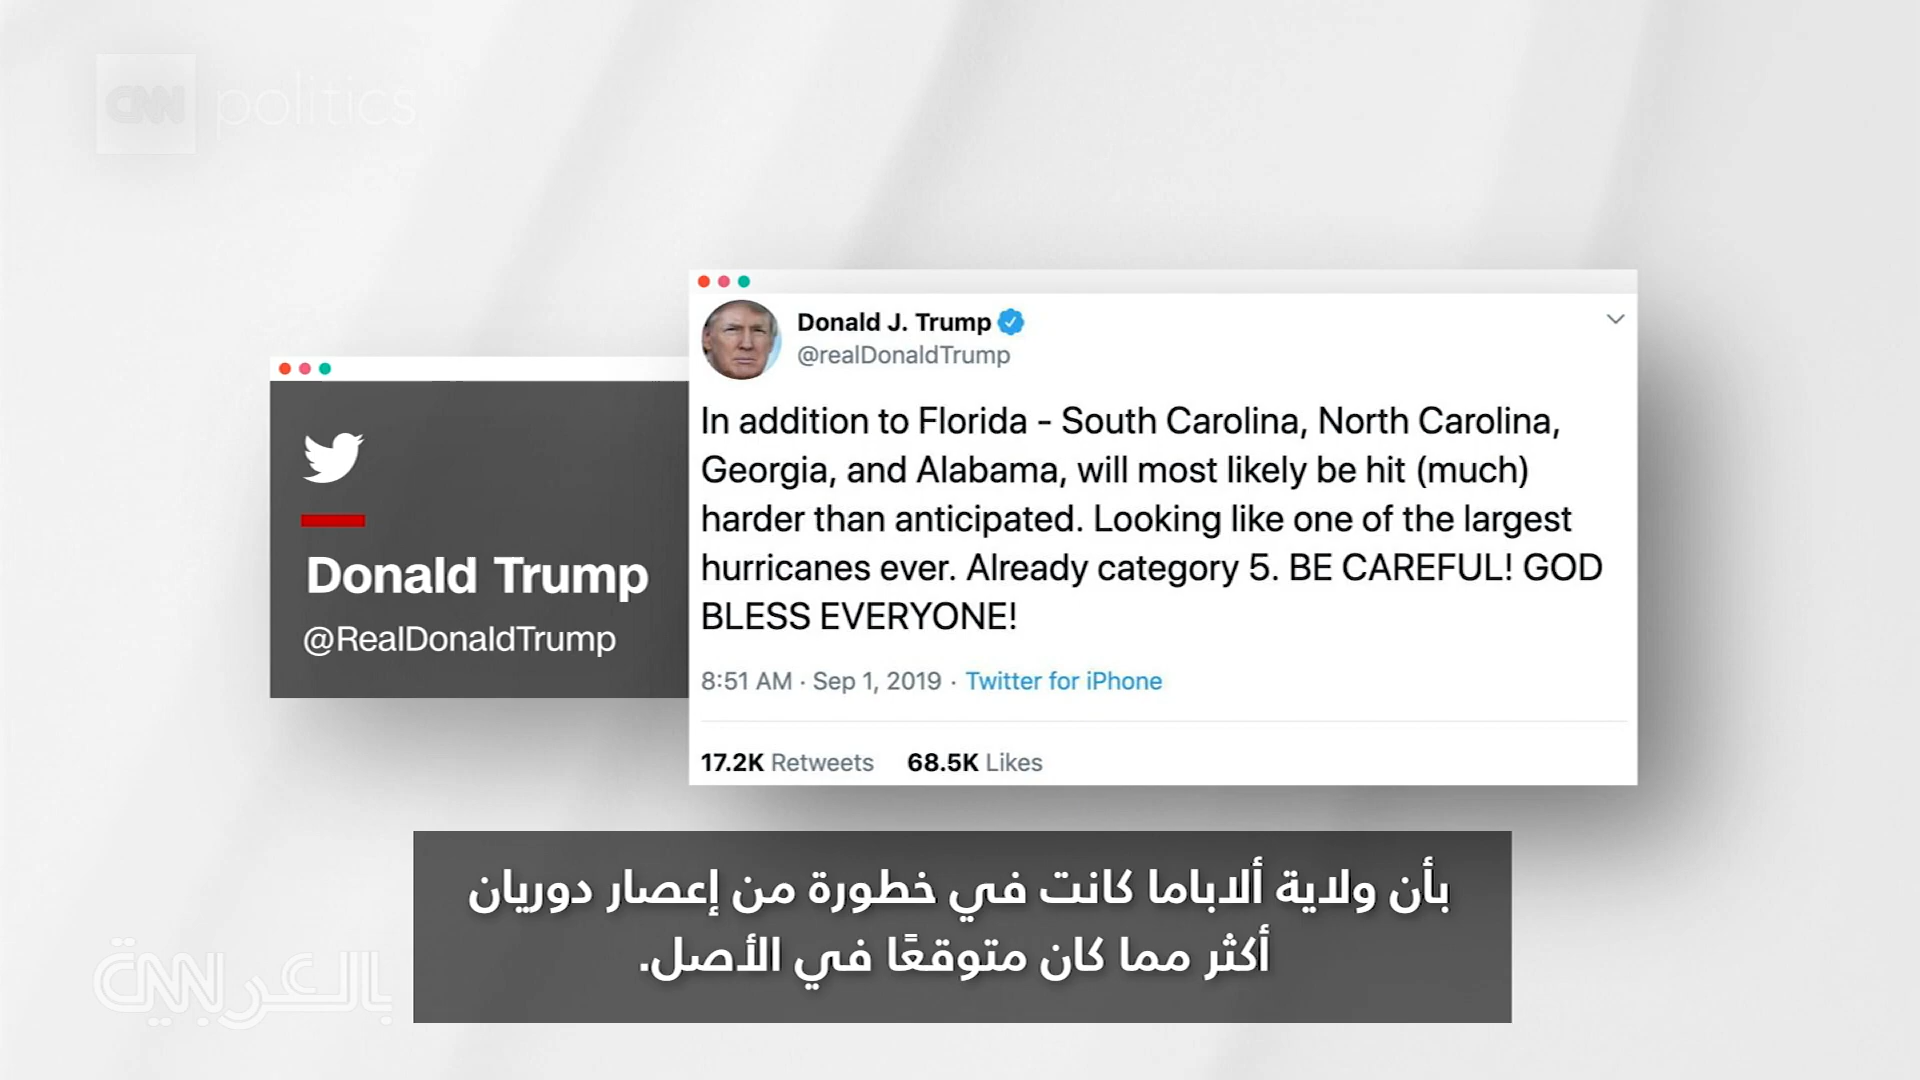 CNN politics
Donald Trump
@RealDonaldTrump
Donald J. Trump
@realDonaldTrump
In addition to Florida - South Carolina, North Carolina,
Georgia, and Alabama, will most likely be hit (much)
harder than anticipated. Looking like one of the largest
hurricanes ever. Already category 5. BE CAREFUL! GOD
BLESS EVERYONE!
8:51 AM · Sep 1, 2019 · Twitter for iPhone
17.2K Retweets 68.5K Likes
بأن ولاية ألاباما كانت في خطورة من إعصار دوريان
أكثر مما كان متوقعًا في الأصل.
CNN بالعربية